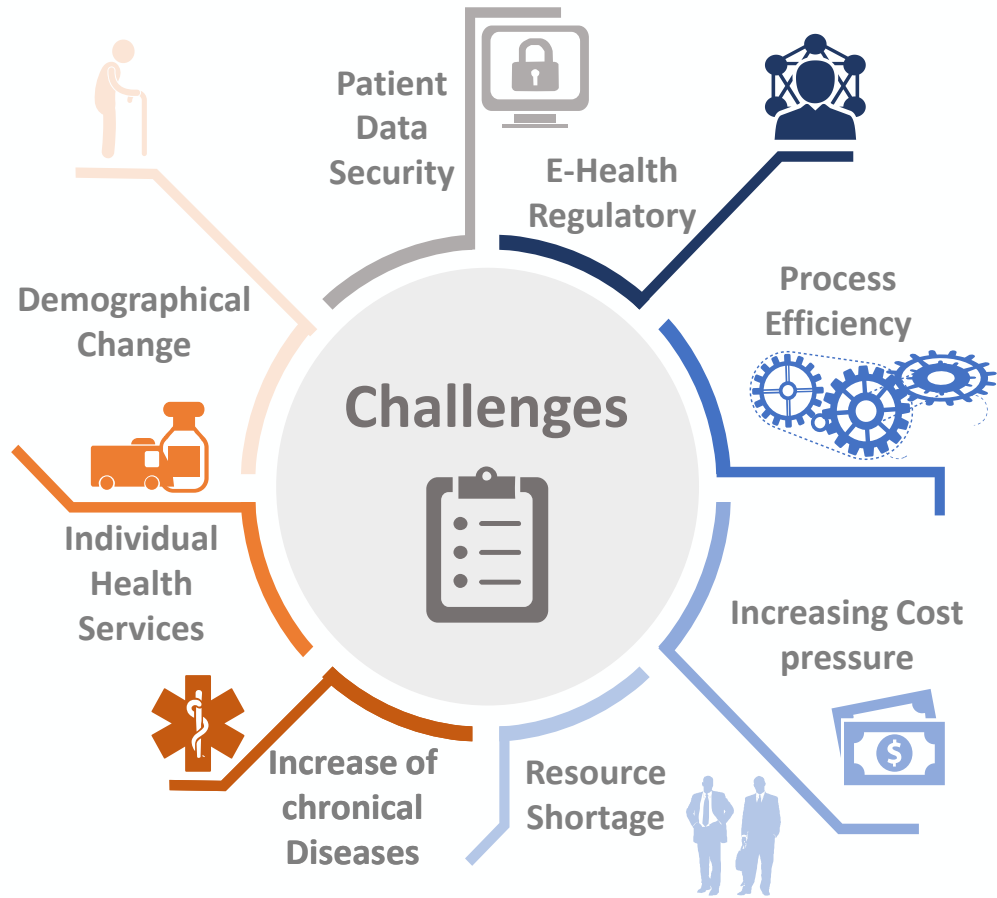 Patient
Data
Security
E-Health
Regulatory
Process
Efficiency
Demographical
Change
Challenges
Individual
Health
Services
Increasing Cost
pressure
Increase of
chronical
Diseases
Resource
Shortage
$